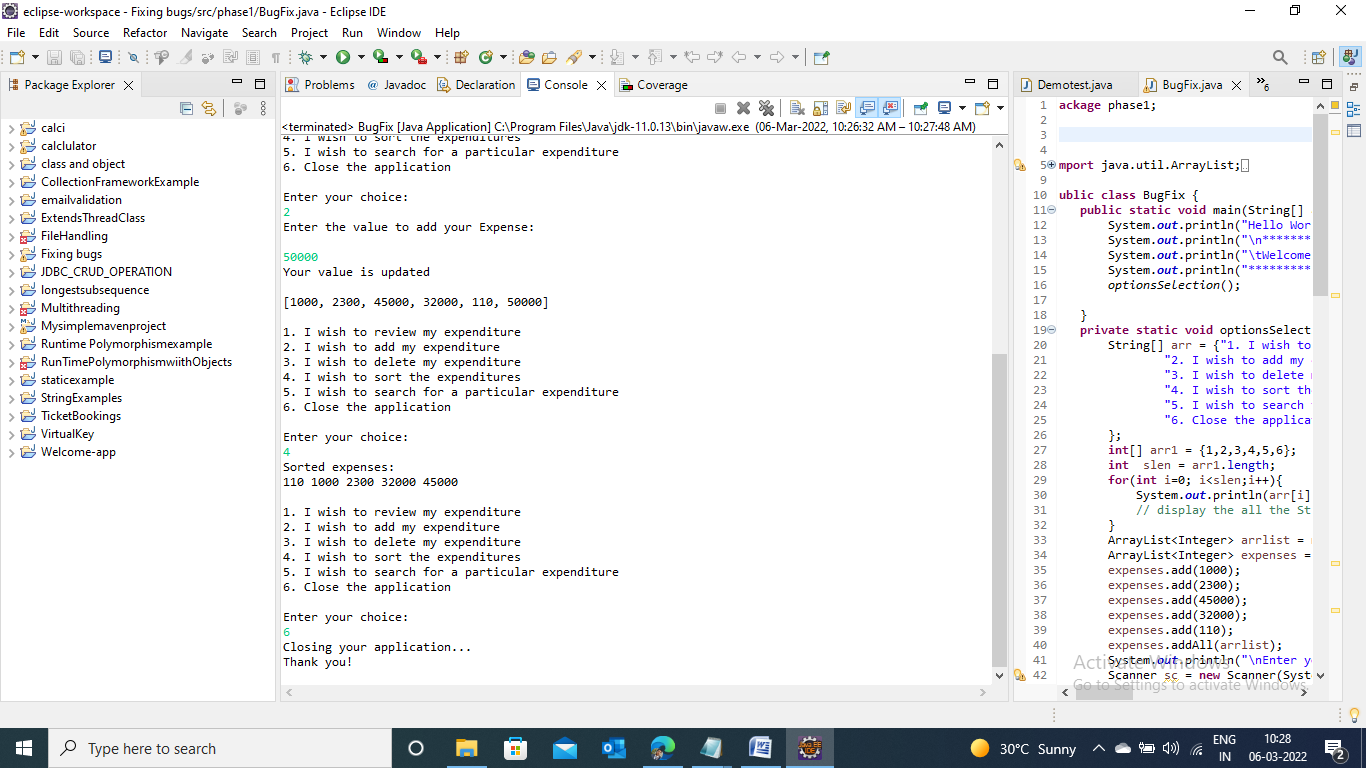 eclipse-workspace - Fixing bugs/src/phase1/BugFix.java - Eclipse IDE
File Edit Source Refactor Navigate Search Project Run Window Help
Package Explorer
calci
calclulator
class and object
CollectionFrameworkExample
emailvalidation
ExtendsThreadClass
FileHandling
Fixing bugs
JDBC_CRUD_OPERATION
longestsubsequence
Multithreading
Mysimplemavenproject
Runtime Polymorphismexample
RunTimePolymorphismwiithObjects
staticexample
StringExamples
TicketBookings
VirtualKey
Welcome-app
Problems Javadoc Declaration Console Coverage
<terminated> BugFix [Java Application] C:\Program Files\Java\jdk-11.0.13\bin\javaw.exe (06-Mar-2022, 10:26:32 AM – 10:27:48 AM)
4. I wish to sort the expenditures
5. I wish to search for a particular expenditure
6. Close the application
Enter your choice:
2
Enter the value to add your Expense:
50000
Your value is updated
[1000, 2300, 45000, 32000, 110, 50000]
1. I wish to review my expenditure
2. I wish to add my expenditure
3. I wish to delete my expenditure
4. I wish to sort the expenditures
5. I wish to search for a particular expenditure
6. Close the application
Enter your choice:
4
Sorted expenses:
110 1000 2300 32000 45000
1. I wish to review my expenditure
2. I wish to add my expenditure
3. I wish to delete my expenditure
4. I wish to sort the expenditures
5. I wish to search for a particular expenditure
6. Close the application
Enter your choice:
6
Closing your application...
Thank you!
Demotest.java BugFix.java »6
1 ackage phase1;
2
3
4
5 mport java.util.ArrayList;
9
10 ublic class BugFix {
11 public static void main(String[]
12 System.out.println("Hello Wor
13 System.out.println("\n*******
14 System.out.println("\tWelcome
15 System.out.println("*********
16 optionsSelection();
17
18 }
19 private static void optionsSelect
20 String[] arr = {"1. I wish to
21 "2. I wish to add my
22 "3. I wish to delete
23 "4. I wish to sort th
24 "5. I wish to search
25 "6. Close the applica
26 };
27 int[] arr1 = {1,2,3,4,5,6};
28 int slen = arr1.length;
29 for(int i=0; i<slen;i++){
30 System.out.println(arr[i]
31 // display the all the St
32 }
33 ArrayList<Integer> arrlist =
34 ArrayList<Integer> expenses =
35 expenses.add(1000);
36 expenses.add(2300);
37 expenses.add(45000);
38 expenses.add(32000);
39 expenses.add(110);
40 expenses.addAll(arrlist);
41 System.out.println("\nEnter y
42 Scanner sc = new Scanner(Syst
Activate Windows
Go to Settings to activate Windows.
Type here to search
30°C Sunny
ENG
IN
10:28
06-03-2022
2